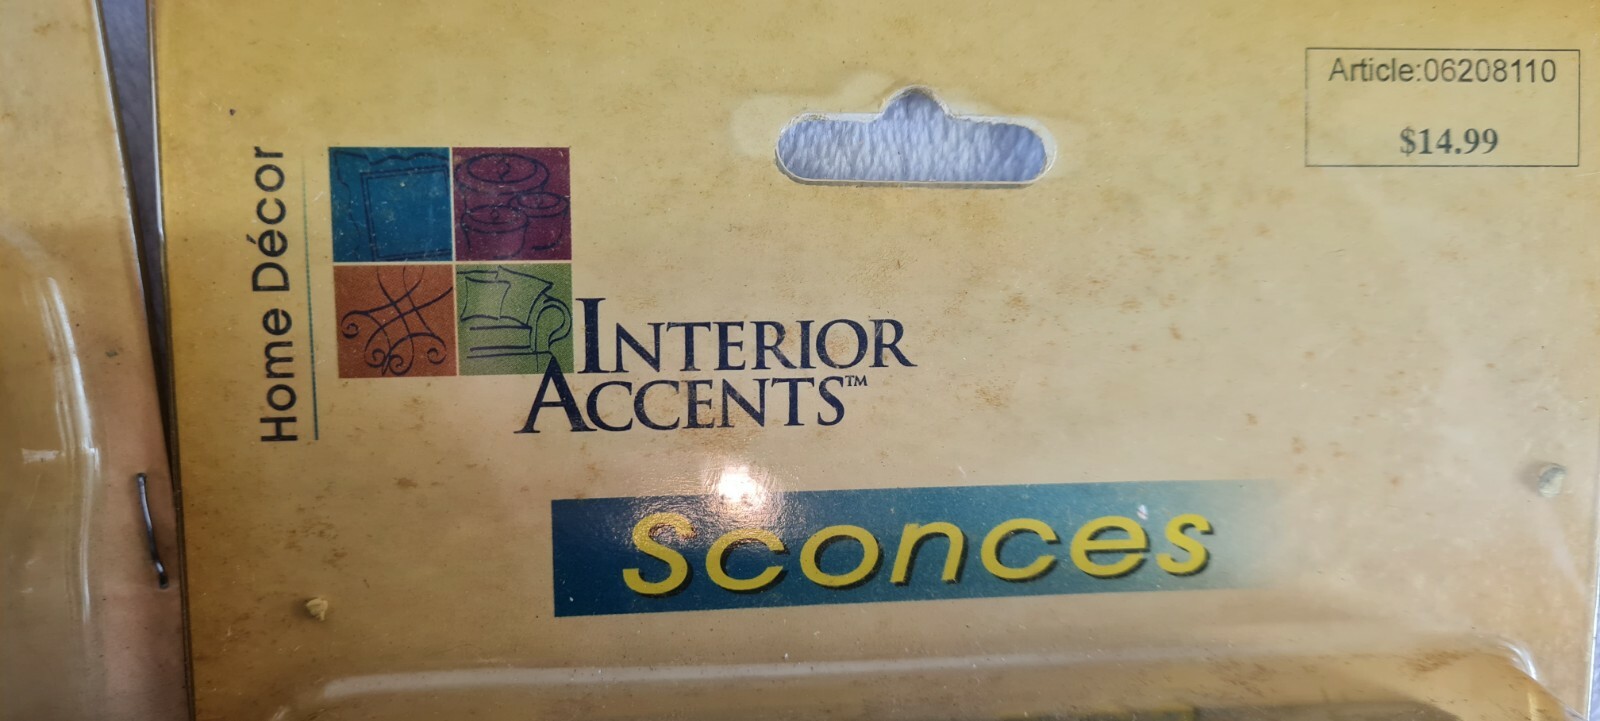 Article:06208110
$14.99
Home Décor
INTERIOR
ACCENTS™
Sconces